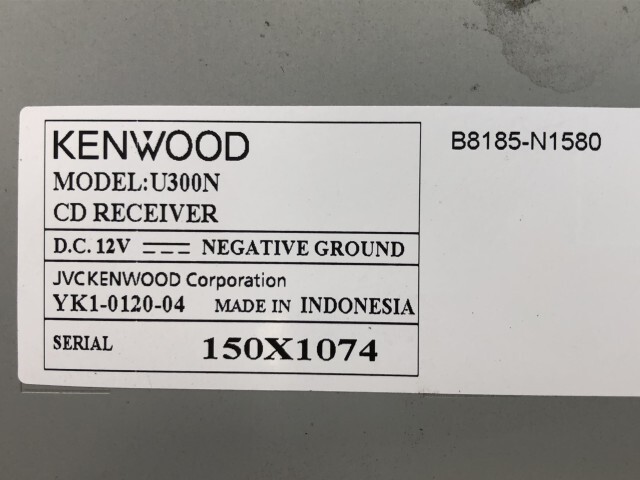 KENWOOD
MODEL:U300N
CD RECEIVER
D.C. 12V NEGATIVE GROUND
JVCKENWOOD Corporation
YK1-0120-04 MADE IN INDONESIA
SERIAL 150X1074
B8185-N1580